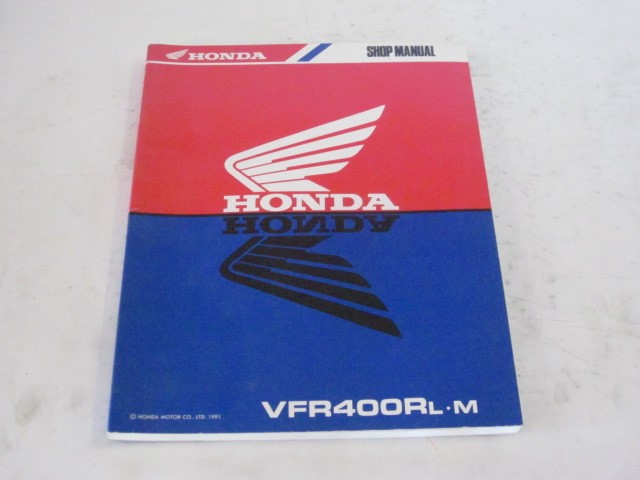 HONDA
SHOP MANUAL
HONDA
HONDA
© HONDA MOTOR CO., LTD. 1991
VFR400RL·M